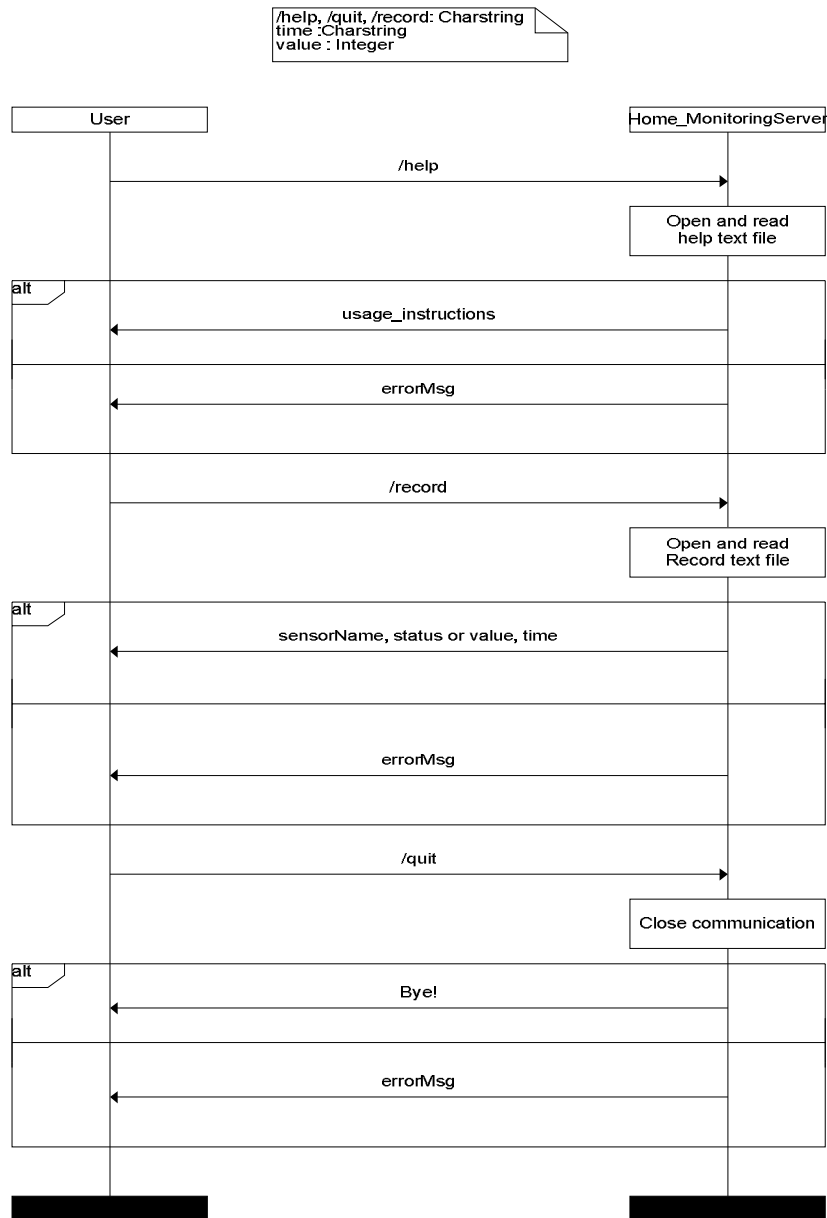 /help, /quit, /record: Charstring
time :Charstring
value : Integer
User
Home_MonitoringServer
/help
Open and read
help text file
alt
usage_instructions
errorMsg
/record
Open and read
Record text file
alt
sensorName, status or value, time
errorMsg
/quit
Close communication
alt
Bye!
errorMsg